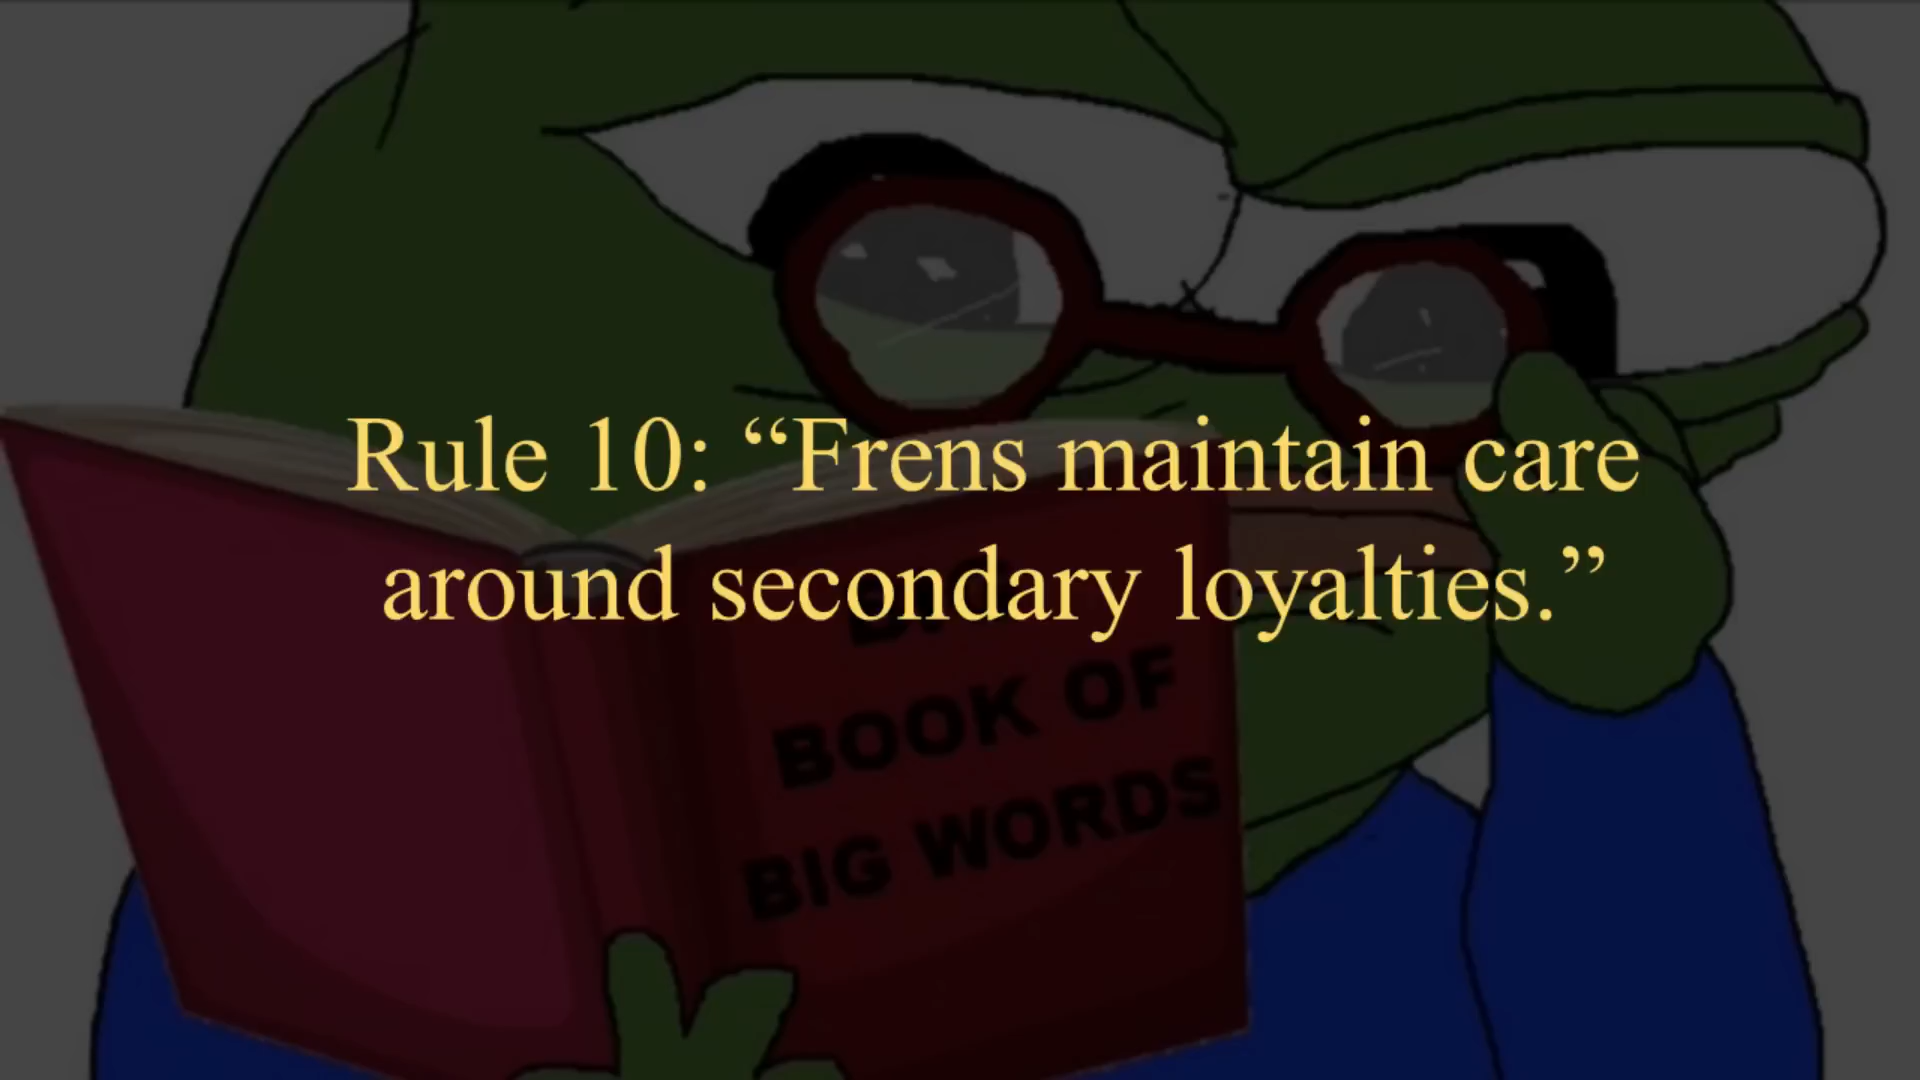 Rule 10: “Frens maintain care
around secondary loyalties.”
BOOK OF
BIG WORDS